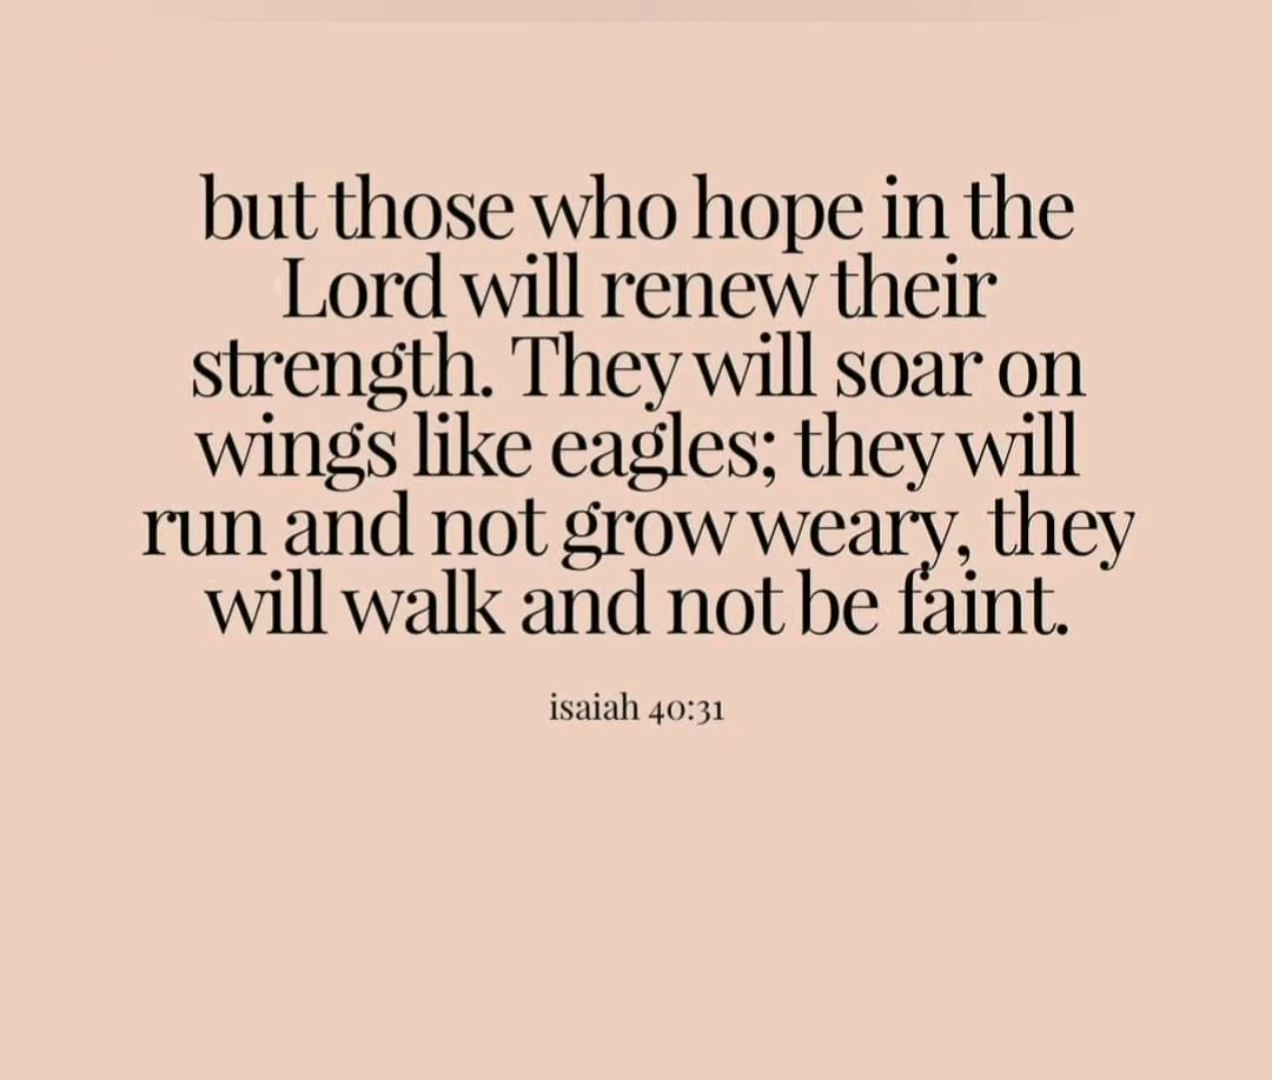 but those who hope in the
Lord will renew their
strength. They will soar on
wings like eagles; they will
run and not grow weary, they
will walk and not be faint.
isaiah 40:31